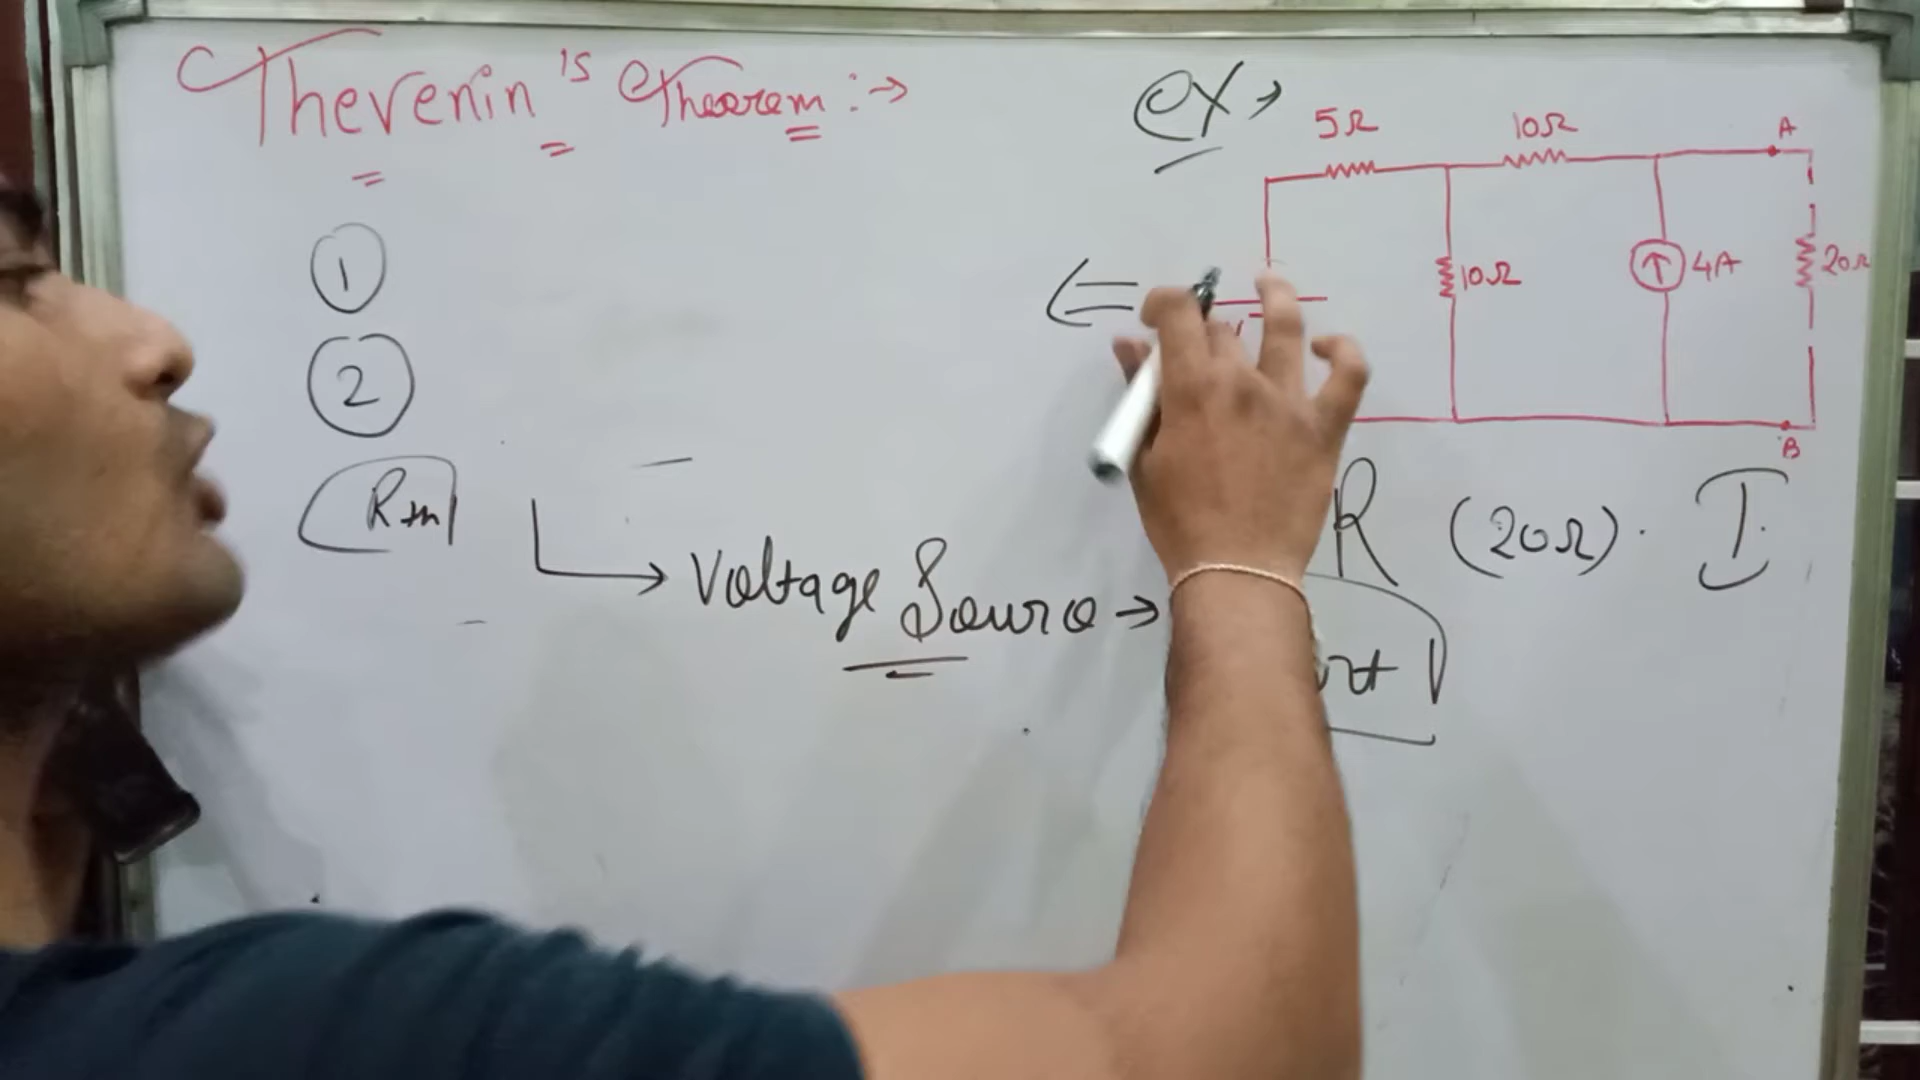 Thevenin's Theorem :→
ex →
5Ω
10Ω
A
10Ω
4A
20Ω
V
B
①
②
Rth
R (20Ω). I
Voltage Source →